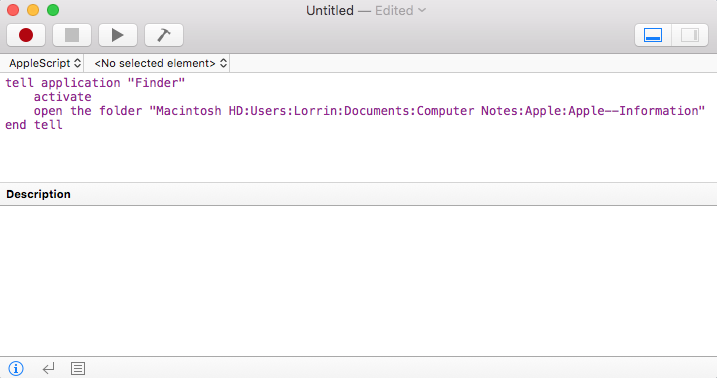 Untitled — Edited
AppleScript <No selected element>
tell application "Finder"
activate
open the folder "Macintosh HD:Users:Lorrin:Documents:Computer Notes:Apple:Apple--Information"
end tell
Description